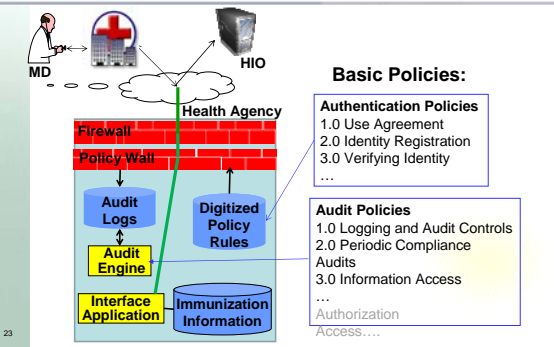 MD
HIO
Health Agency
Firewall
Policy Wall
Audit
Logs
Digitized
Policy
Rules
Audit
Engine
Interface
Application
Immunization
Information
Basic Policies:
Authentication Policies
1.0 Use Agreement
2.0 Identity Registration
3.0 Verifying Identity
…
Audit Policies
1.0 Logging and Audit Controls
2.0 Periodic Compliance
Audits
3.0 Information Access
…
Authorization
Access….
23